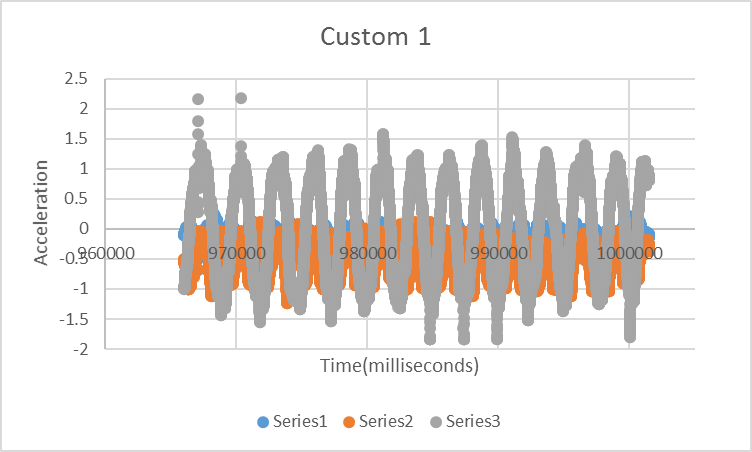 Custom 1
2.5
2
1.5
1
0.5
0
960000 970000 980000 990000 1000000
-0.5
-1
-1.5
-2
Acceleration
Time(milliseconds)
Series1 Series2 Series3